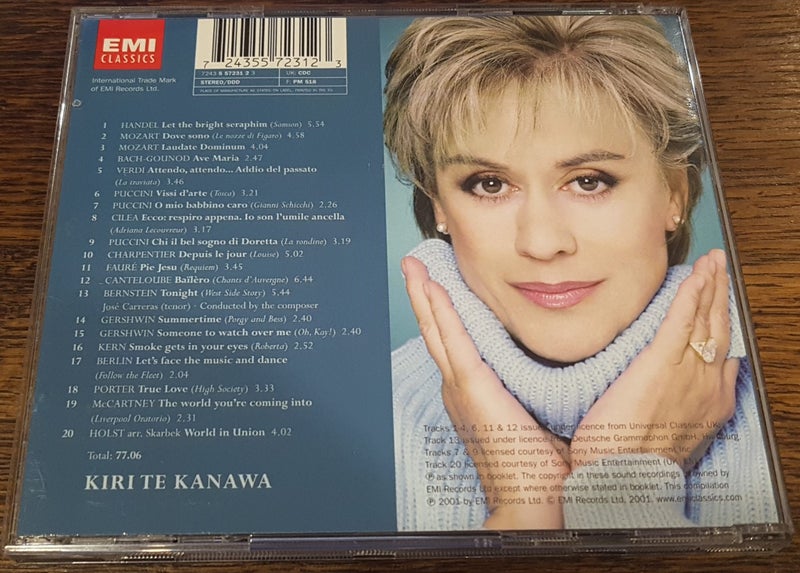 EMI
CLASSICS
International Trade Mark
of EMI Records Ltd.
7 24355 72312 3
7243 5 57231 2 3 UK: CDC
STEREO/DDD F: PM 518
1 HANDEL Let the bright seraphim (Samson) 5.54
2 MOZART Dove sono (Le nozze di Figaro) 4.58
3 MOZART Laudate Dominum 4.04
4 BACH-GOUNOD Ave Maria 2.47
5 VERDI Attendo, attendo... Addio del passato
(La traviata) 3.46
6 PUCCINI Vissi d'arte (Tosca) 3.21
7 PUCCINI O mio babbino caro (Gianni Schicchi) 2.26
8 CILEA Ecco: respiro appena. Io son l'umile ancella
(Adriana Lecouvreur) 3.17
9 PUCCINI Chi il bel sogno di Doretta (La rondine) 3.19
10 CHARPENTIER Depuis le jour (Louise) 5.02
11 FAURÉ Pie Jesu (Requiem) 3.45
12 CANTELOUBE Baïlèro (Chants d'Auvergne) 6.44
13 BERNSTEIN Tonight (West Side Story) 5.44
José Carreras (tenor) · Conducted by the composer
14 GERSHWIN Summertime (Porgy and Bess) 2.40
15 GERSHWIN Someone to watch over me (Oh, Kay!) 2.40
16 KERN Smoke gets in your eyes (Roberta) 2.52
17 BERLIN Let's face the music and dance
(Follow the Fleet) 2.04
18 PORTER True Love (High Society) 3.33
19 McCARTNEY The world you're coming into
(Liverpool Oratorio) 2.31
20 HOLST arr. Skarbek World in Union 4.02
Total: 77.06
KIRI TE KANAWA
Tracks 1-4, 6, 11 & 12 issued under licence from Universal Classics UK.
Track 13 issued under licence from Deutsche Grammophon GmbH, Hamburg
Tracks 7 & 9 licensed courtesy of Sony Music Entertainment Inc.
Track 20 licensed courtesy of Sony Music Entertainment (UK)
℗ as shown in booklet. The copyright in these sound recordings is owned by
EMI Records Ltd except where otherwise stated in booklet. This compilation
℗ 2001 by EMI Records Ltd. © EMI Records Ltd, 2001. www.emiclassics.com